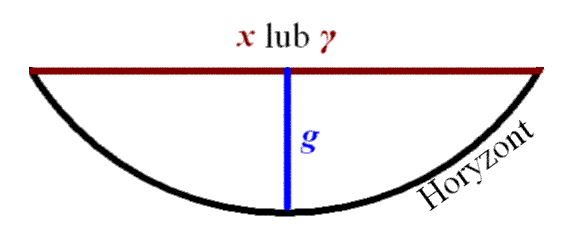 x lub γ
g
Horyzont